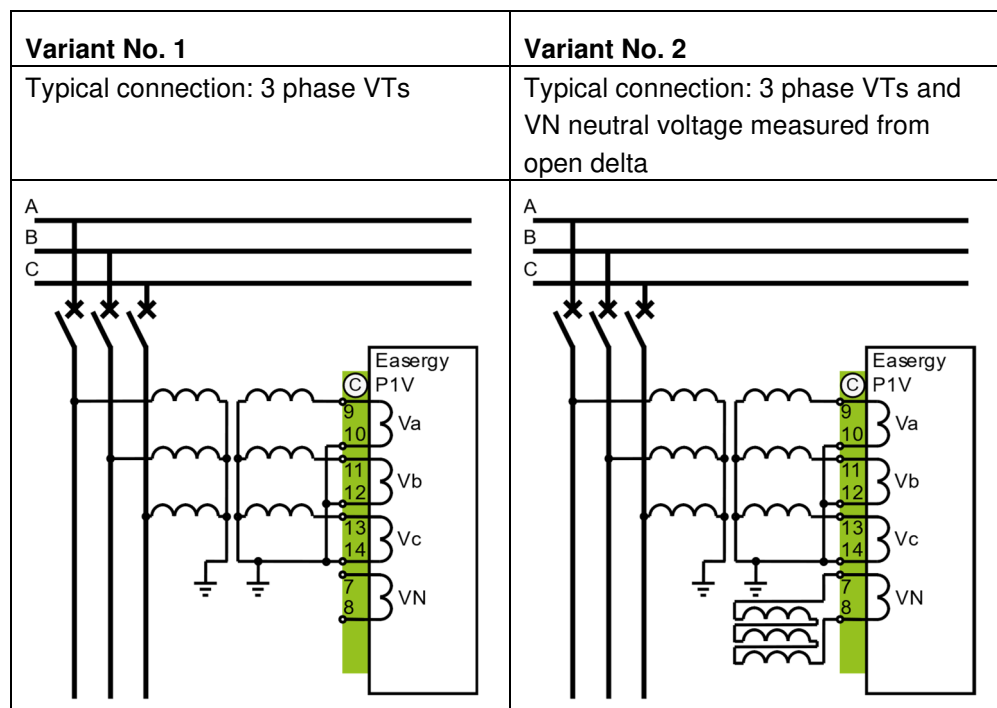 Variant No. 1
Typical connection: 3 phase VTs
A
B
C
Easergy
P1V
C
9
10
Va
11
12
Vb
13
14
Vc
7
8
VN
Variant No. 2
Typical connection: 3 phase VTs and
VN neutral voltage measured from
open delta
A
B
C
Easergy
P1V
C
9
10
Va
11
12
Vb
13
14
Vc
7
8
VN